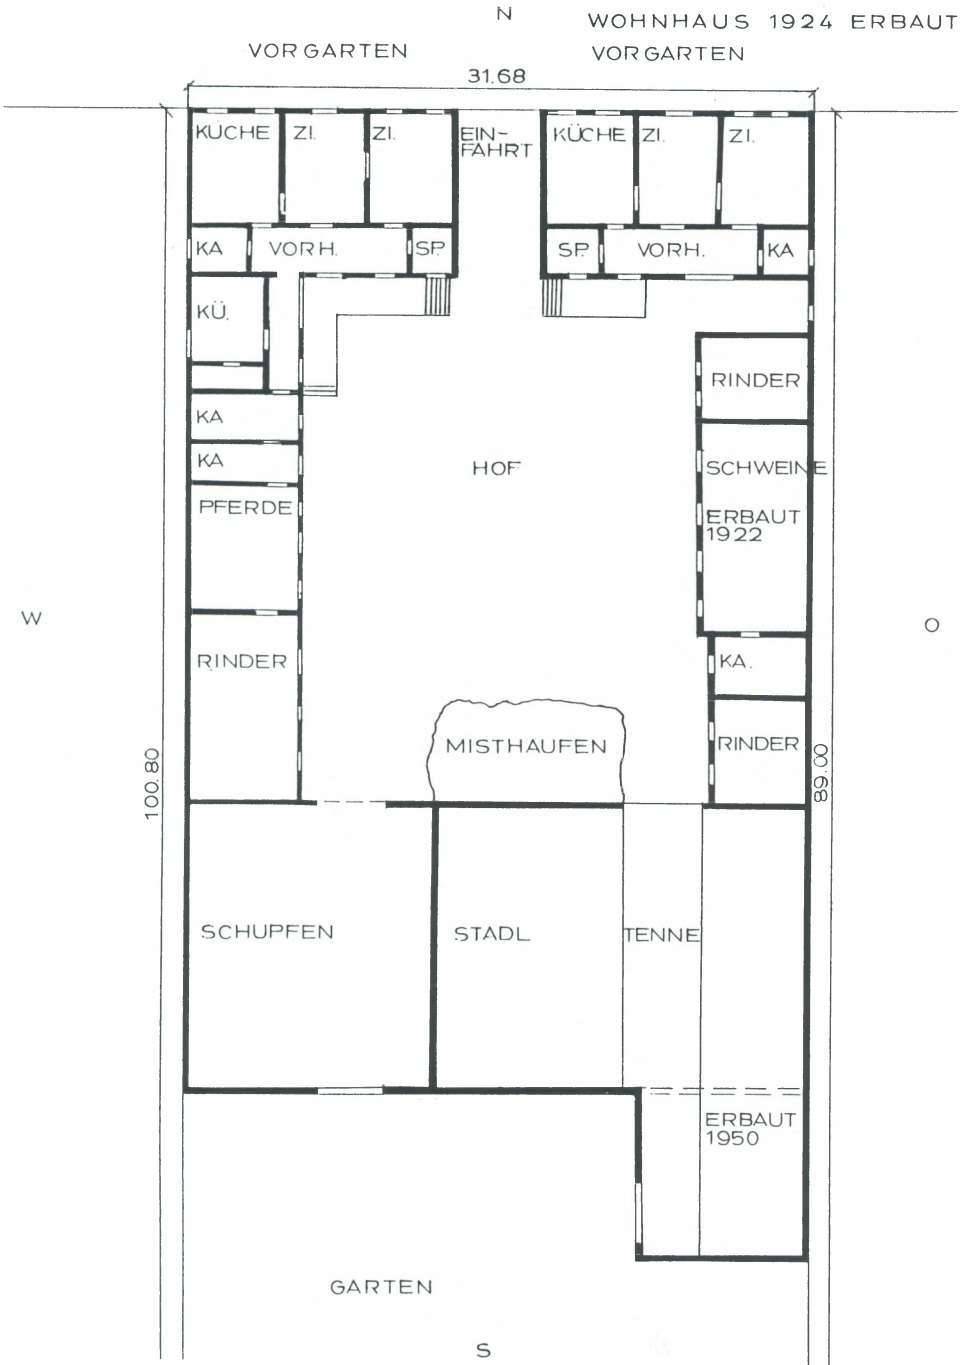 N
WOHNHAUS 1924 ERBAUT
VORGARTEN
VORGARTEN
31.68
KÜCHE
ZI.
ZI.
EIN-
FAHRT
KÜCHE
ZI.
ZI.
KA
VORH.
SP.
SP.
VORH.
KA
KÜ.
RINDER
KA
KA
HOF
SCHWEINE
PFERDE
ERBAUT
1922
W
O
RINDER
KA.
MISTHAUFEN
RINDER
100.80
89.00
SCHUPFEN
STADL
TENNE
ERBAUT
1950
GARTEN
S